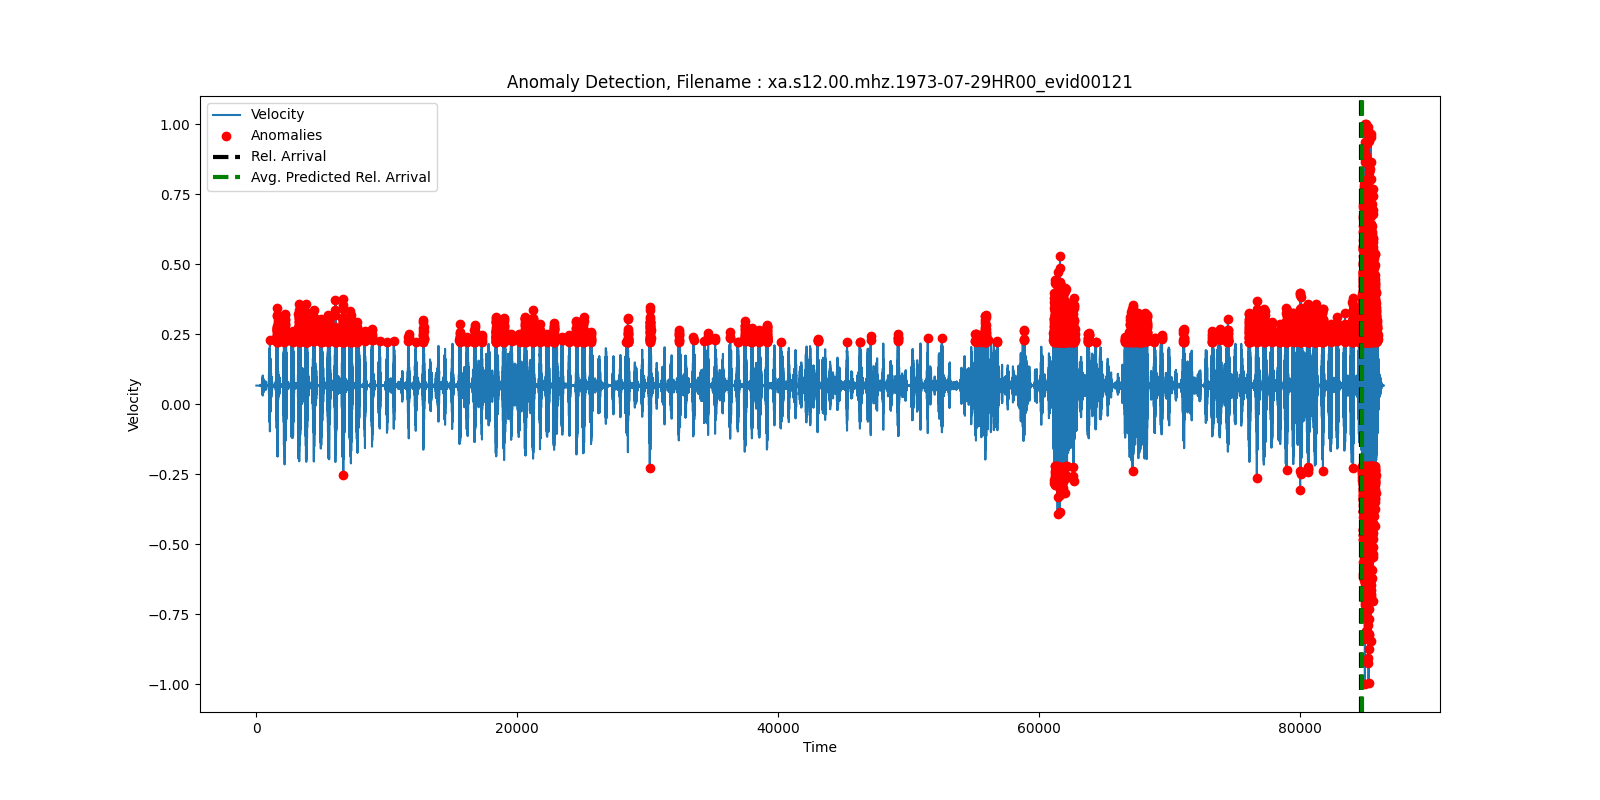 Anomaly Detection, Filename : xa.s12.00.mhz.1973-07-29HR00_evid00121
Velocity
Anomalies
Rel. Arrival
Avg. Predicted Rel. Arrival
1.00
0.75
0.50
0.25
0.00
−0.25
−0.50
−0.75
−1.00
Velocity
0
20000
40000
60000
80000
Time